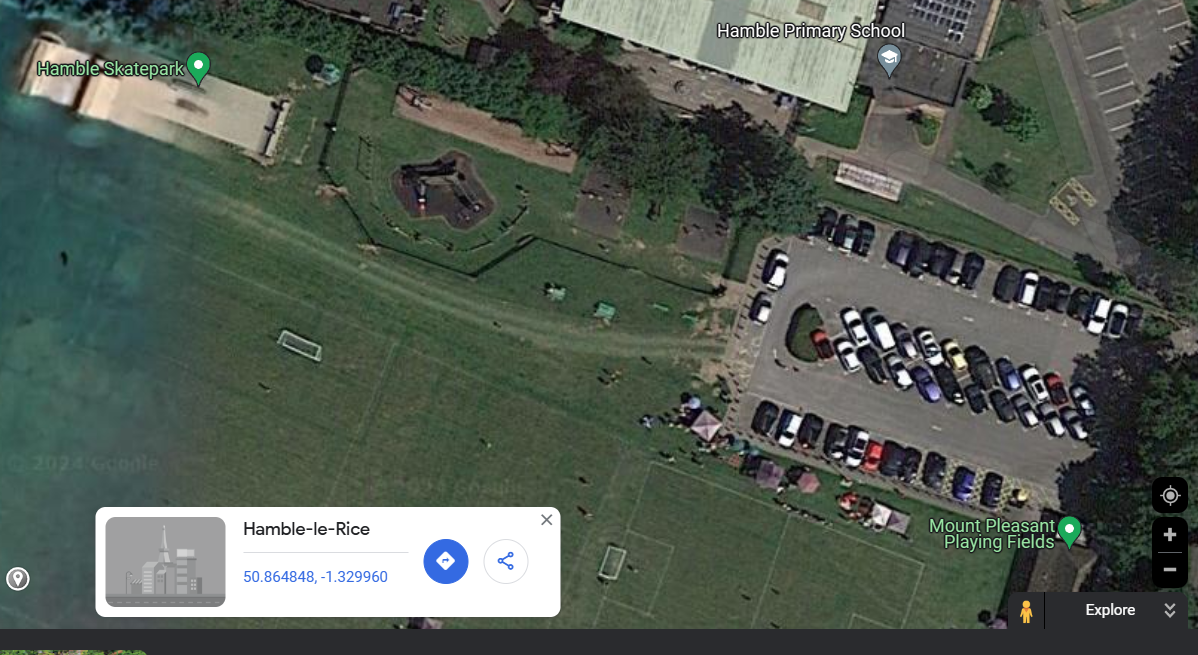 Hamble Primary School
Hamble Skatepark
© 2024 Google
Hamble-le-Rice
50.864848, -1.329960
Mount Pleasant
Playing Fields
Explore